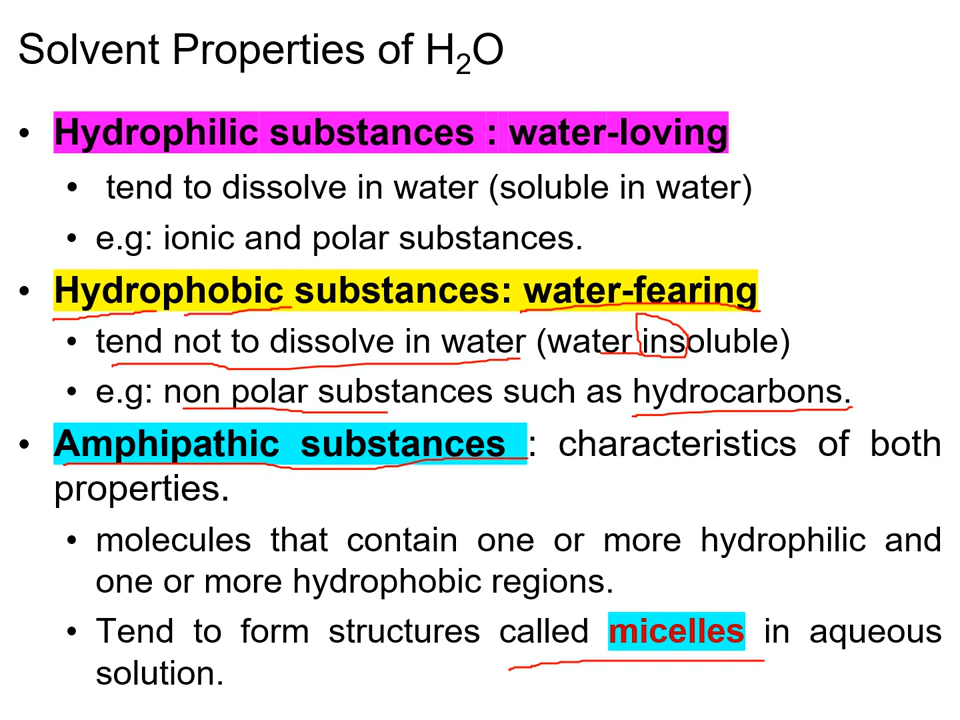 Solvent Properties of H₂O
• Hydrophilic substances : water-loving
• tend to dissolve in water (soluble in water)
• e.g: ionic and polar substances.
• Hydrophobic substances: water-fearing
• tend not to dissolve in water (water insoluble)
• e.g: non polar substances such as hydrocarbons.
• Amphipathic substances : characteristics of both
properties.
• molecules that contain one or more hydrophilic and
one or more hydrophobic regions.
• Tend to form structures called micelles in aqueous
solution.